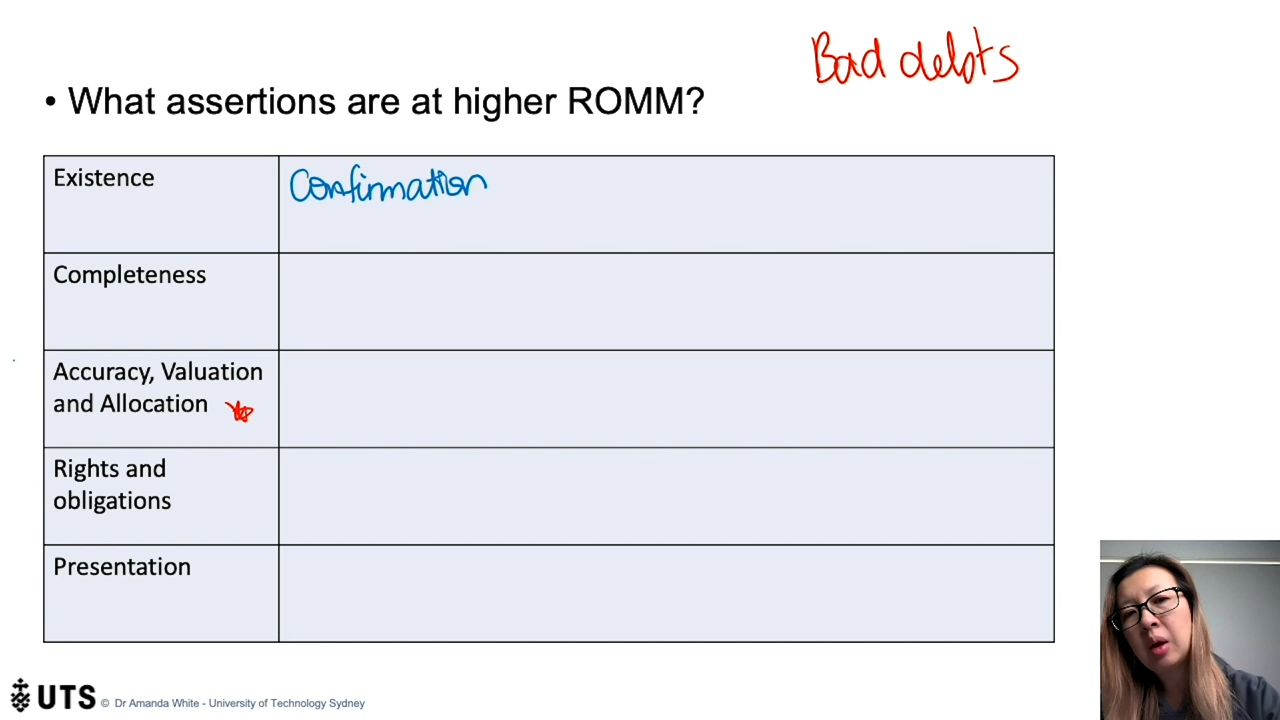 Bad debts
• What assertions are at higher ROMM?
Existence
Confirmation
Completeness
Accuracy, Valuation
and Allocation
Rights and
obligations
Presentation
UTS © Dr Amanda White - University of Technology Sydney